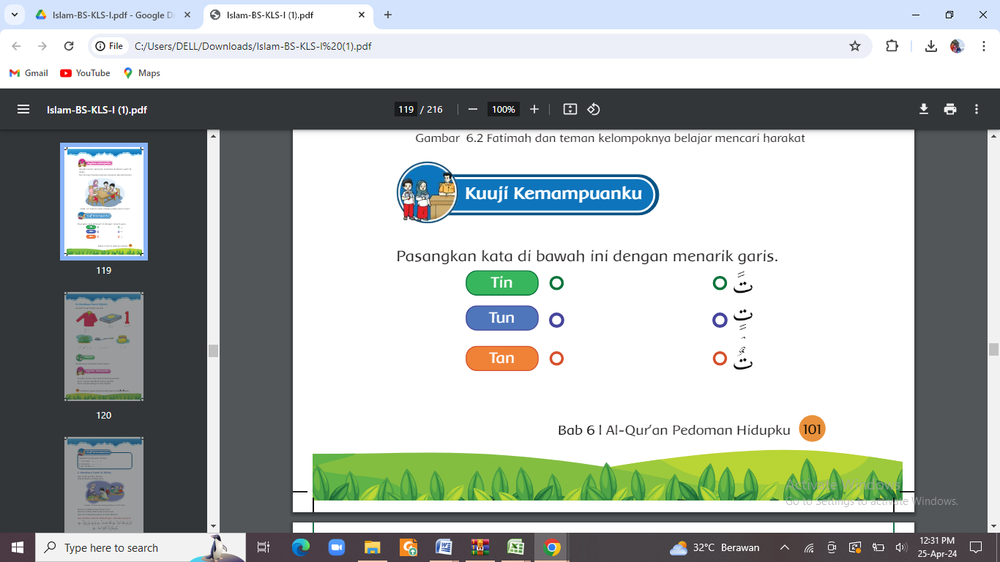 Islam-BS-KLS-I.pdf - Google D
Islam-BS-KLS-I (1).pdf
File C:/Users/DELL/Downloads/Islam-BS-KLS-I%20(1).pdf
Gmail YouTube Maps
Islam-BS-KLS-I (1).pdf 119 / 216 100%
119
120
Gambar 6.2 Fatimah dan teman kelompoknya belajar mencari harakat
Kuuji Kemampuanku
Pasangkan kata di bawah ini dengan menarik garis.
Tin تً
Tun تٍ
Tan تٌ
Bab 6 | Al-Qur'an Pedoman Hidupku 101
Activate Windows
Go to Settings to activate Windows.
Type here to search
32°C Berawan
12:31 PM
25-Apr-24